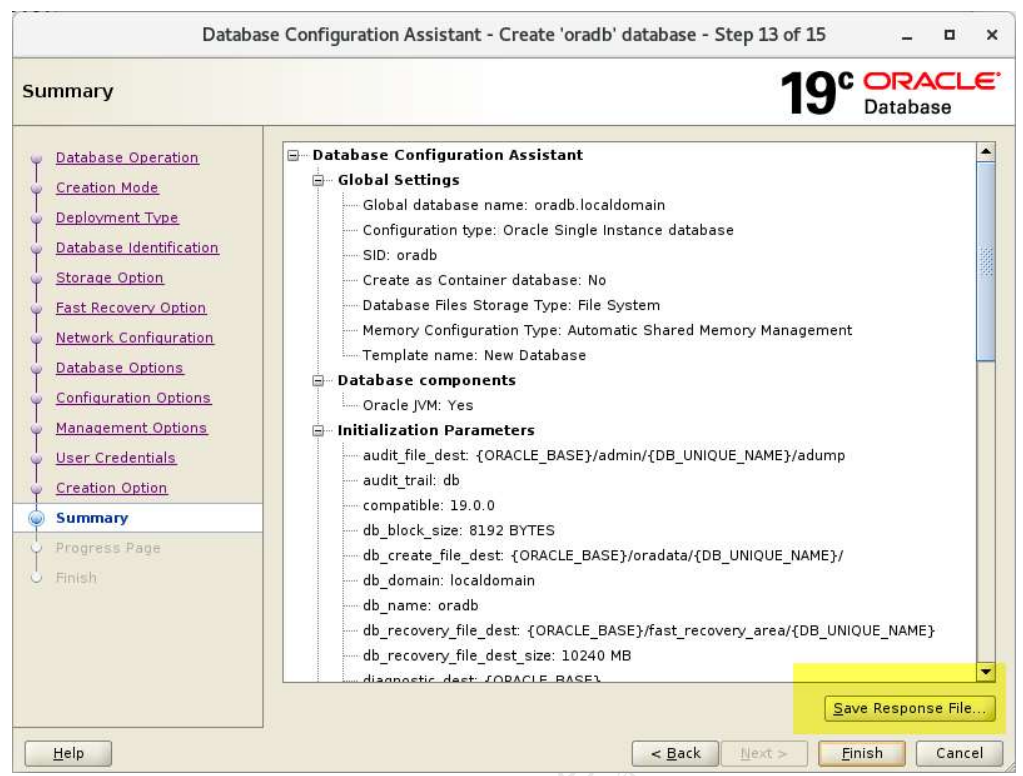 Database Configuration Assistant - Create 'oradb' database - Step 13 of 15
Summary
19c ORACLE
Database
Database Operation
Creation Mode
Deployment Type
Database Identification
Storage Option
Fast Recovery Option
Network Configuration
Database Options
Configuration Options
Management Options
User Credentials
Creation Option
Summary
Progress Page
Finish
Database Configuration Assistant
Global Settings
Global database name: oradb.localdomain
Configuration type: Oracle Single Instance database
SID: oradb
Create as Container database: No
Database Files Storage Type: File System
Memory Configuration Type: Automatic Shared Memory Management
Template name: New Database
Database components
Oracle JVM: Yes
Initialization Parameters
audit_file_dest: {ORACLE_BASE}/admin/{DB_UNIQUE_NAME}/adump
audit_trail: db
compatible: 19.0.0
db_block_size: 8192 BYTES
db_create_file_dest: {ORACLE_BASE}/oradata/{DB_UNIQUE_NAME}/
db_domain: localdomain
db_name: oradb
db_recovery_file_dest: {ORACLE_BASE}/fast_recovery_area/{DB_UNIQUE_NAME}
db_recovery_file_dest_size: 10240 MB
diagnostic_dest: {ORACLE_BASE}
Save Response File...
Help
< Back
Next >
Finish
Cancel